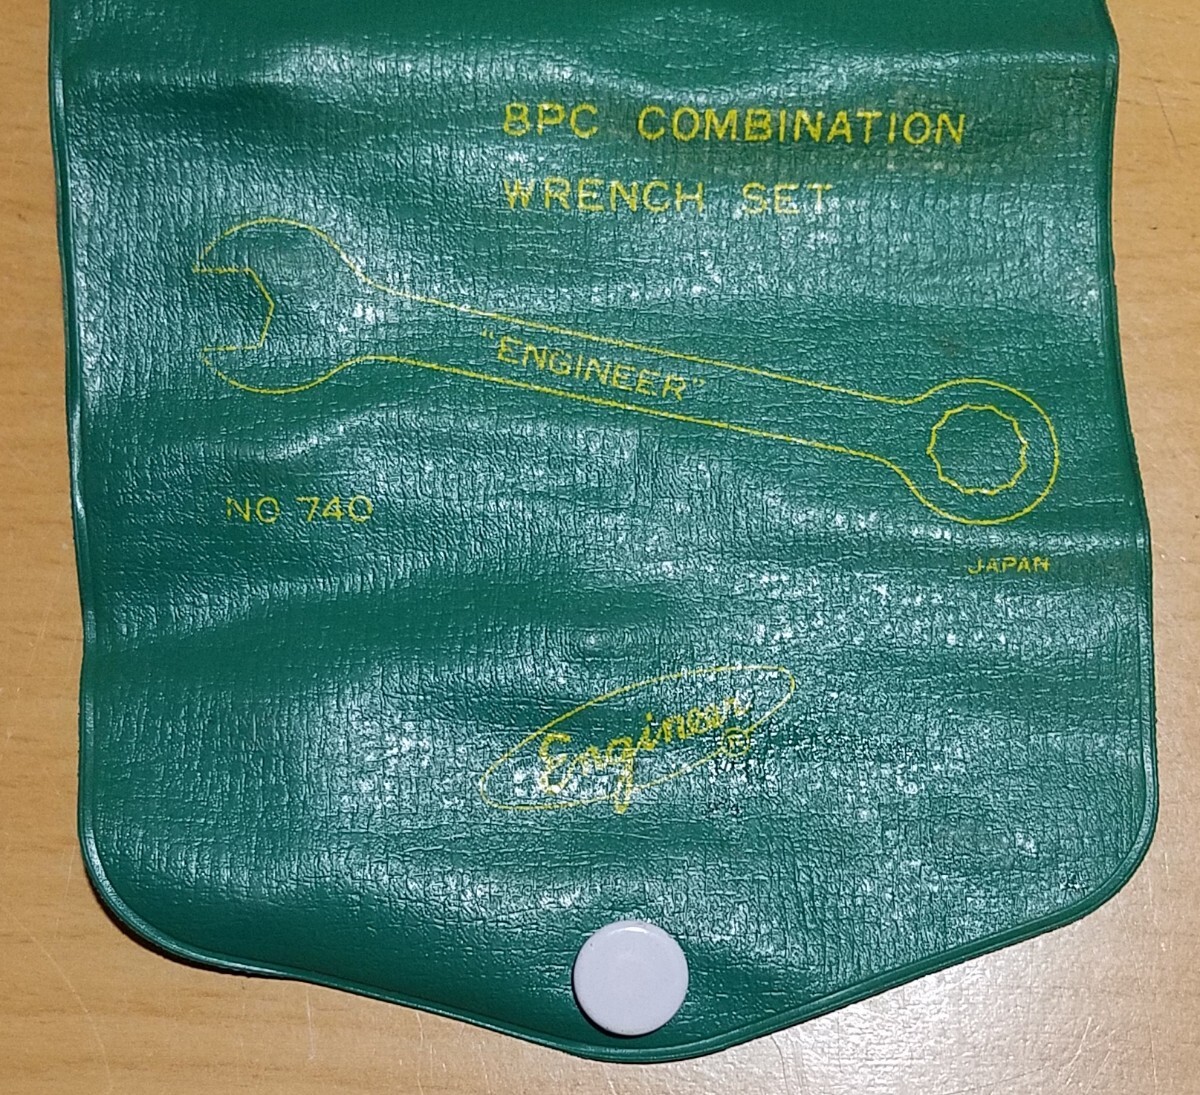 8PC COMBINATION
WRENCH SET
"ENGINEER"
NO 740
JAPAN
Engineer
®